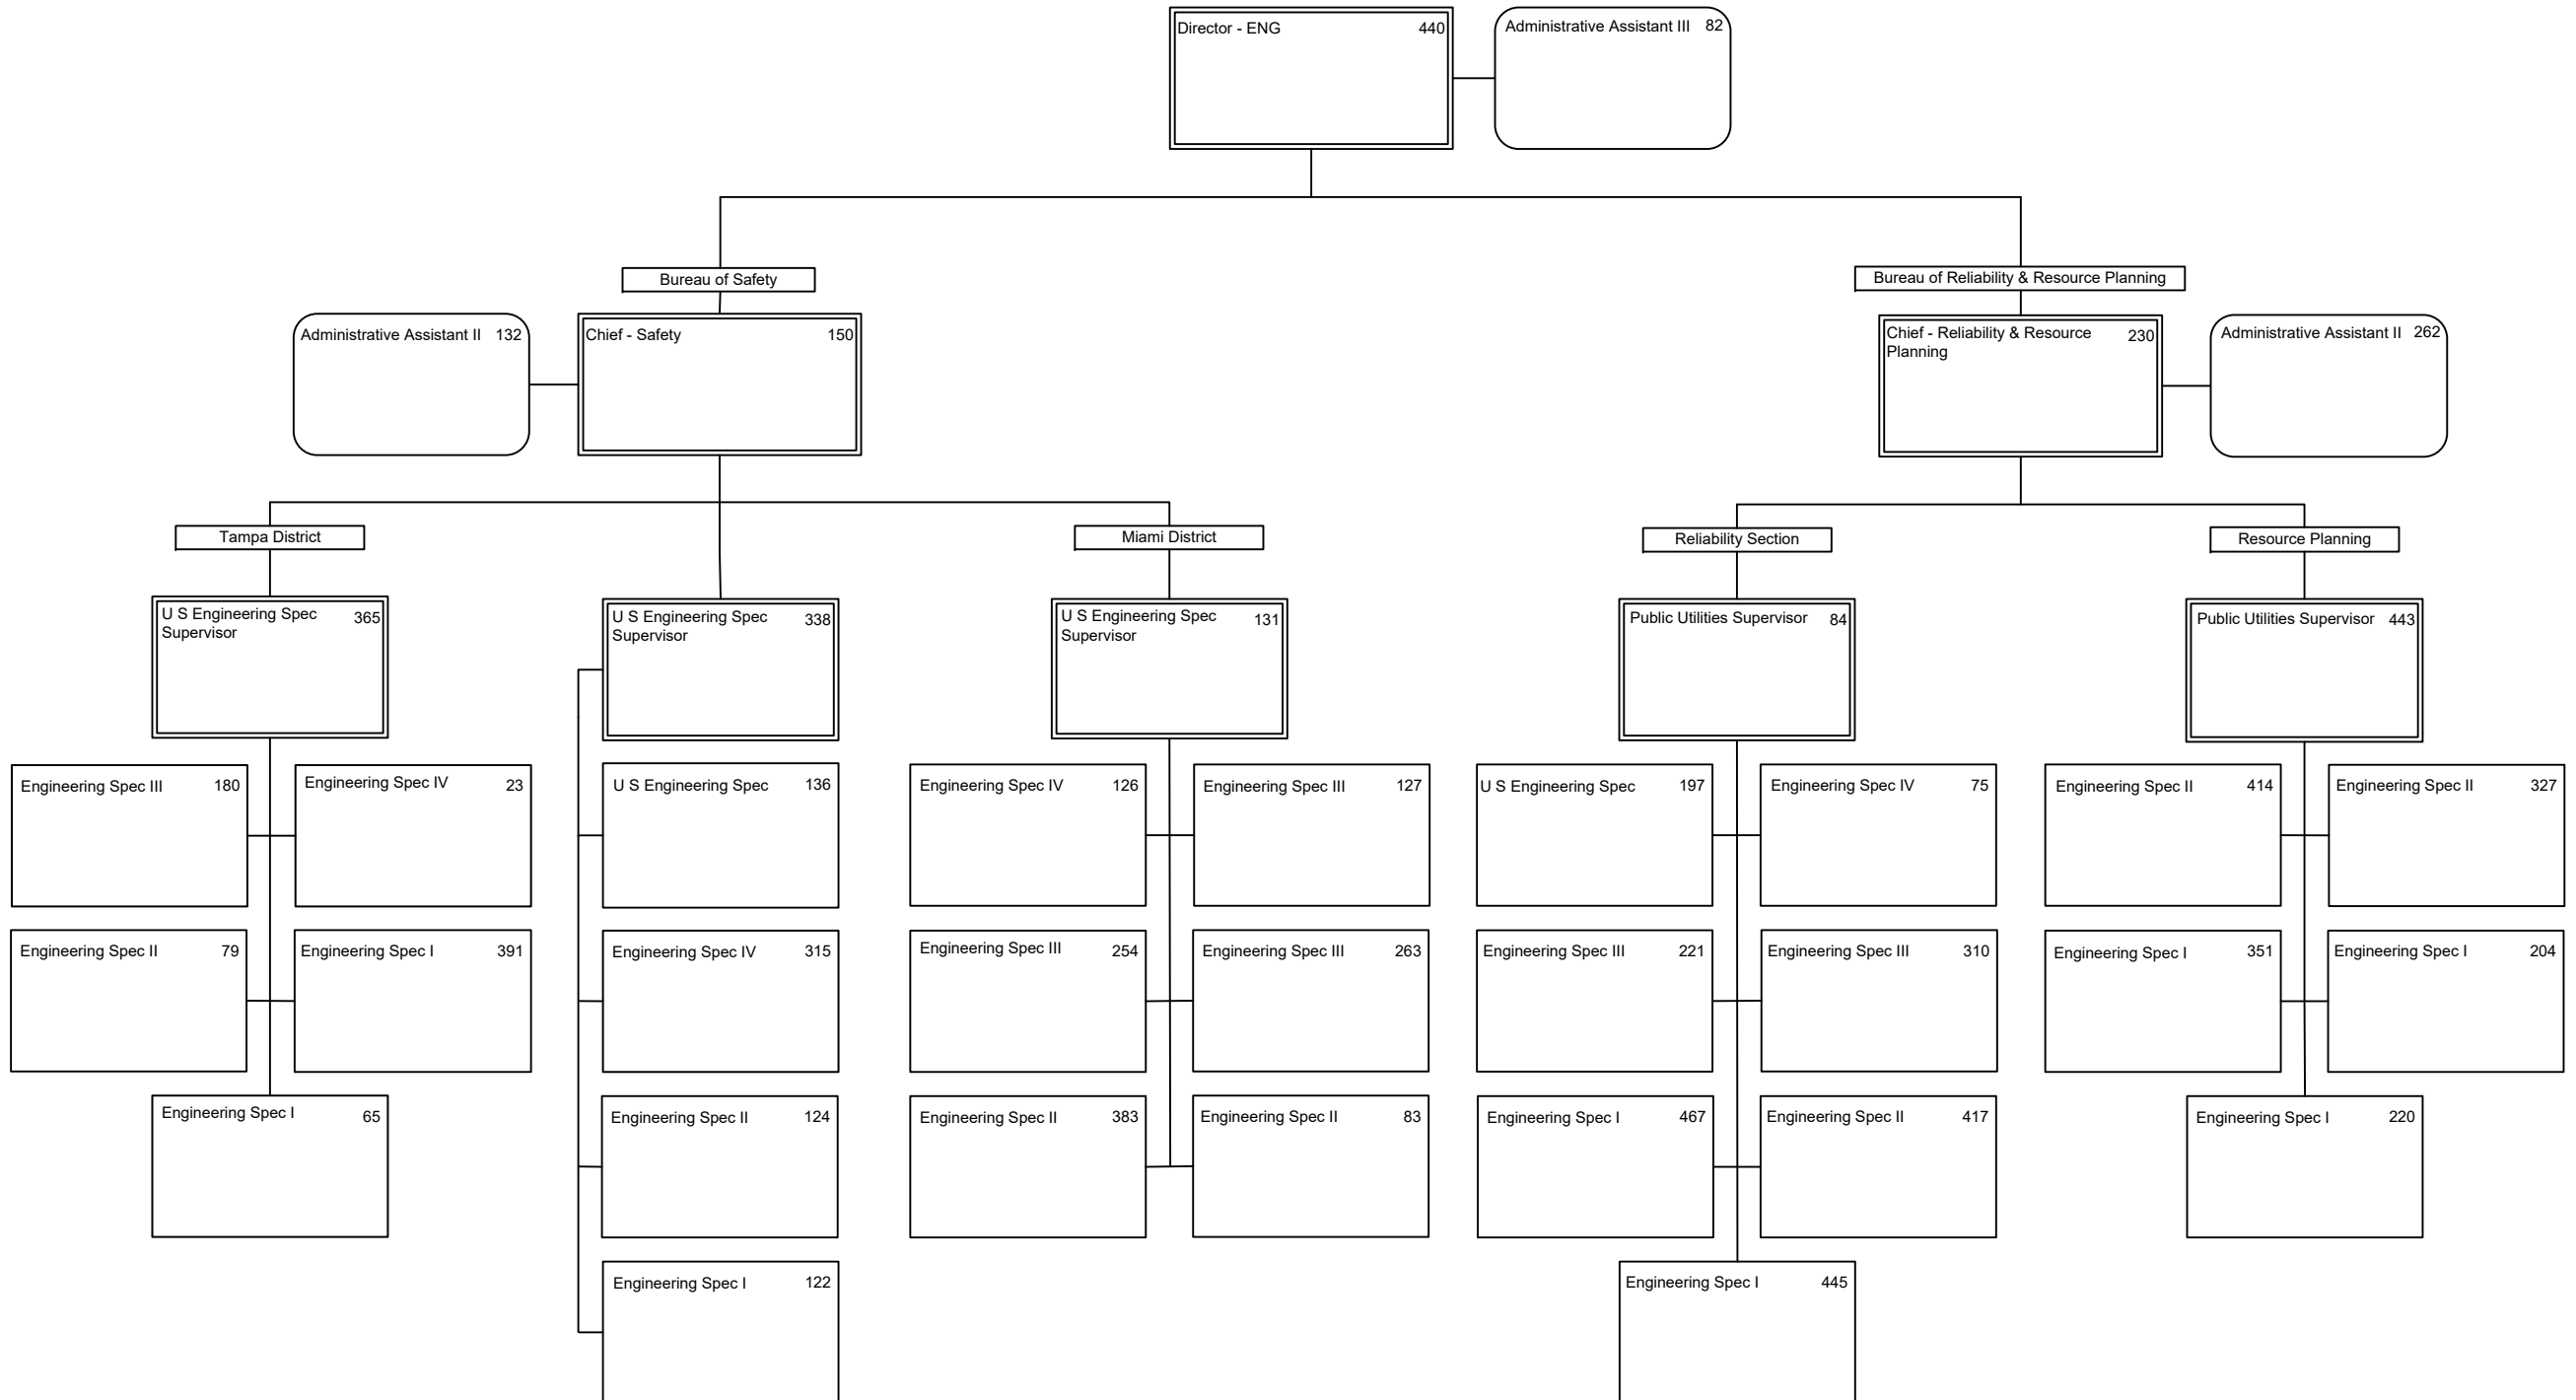 Director - ENG 440
Administrative Assistant III 82
Bureau of Safety
Bureau of Reliability & Resource Planning
Administrative Assistant II 132
Chief - Safety 150
Chief - Reliability & Resource 230
Planning
Administrative Assistant II 262
Tampa District
Miami District
Reliability Section
Resource Planning
U S Engineering Spec 365
Supervisor
U S Engineering Spec 338
Supervisor
U S Engineering Spec 131
Supervisor
Public Utilities Supervisor 84
Public Utilities Supervisor 443
Engineering Spec III 180
Engineering Spec IV 23
U S Engineering Spec 136
Engineering Spec IV 126
Engineering Spec III 127
U S Engineering Spec 197
Engineering Spec IV 75
Engineering Spec II 414
Engineering Spec II 327
Engineering Spec II 79
Engineering Spec I 391
Engineering Spec IV 315
Engineering Spec III 254
Engineering Spec III 263
Engineering Spec III 221
Engineering Spec III 310
Engineering Spec I 351
Engineering Spec I 204
Engineering Spec I 65
Engineering Spec II 124
Engineering Spec II 383
Engineering Spec II 83
Engineering Spec I 467
Engineering Spec II 417
Engineering Spec I 220
Engineering Spec I 122
Engineering Spec I 445